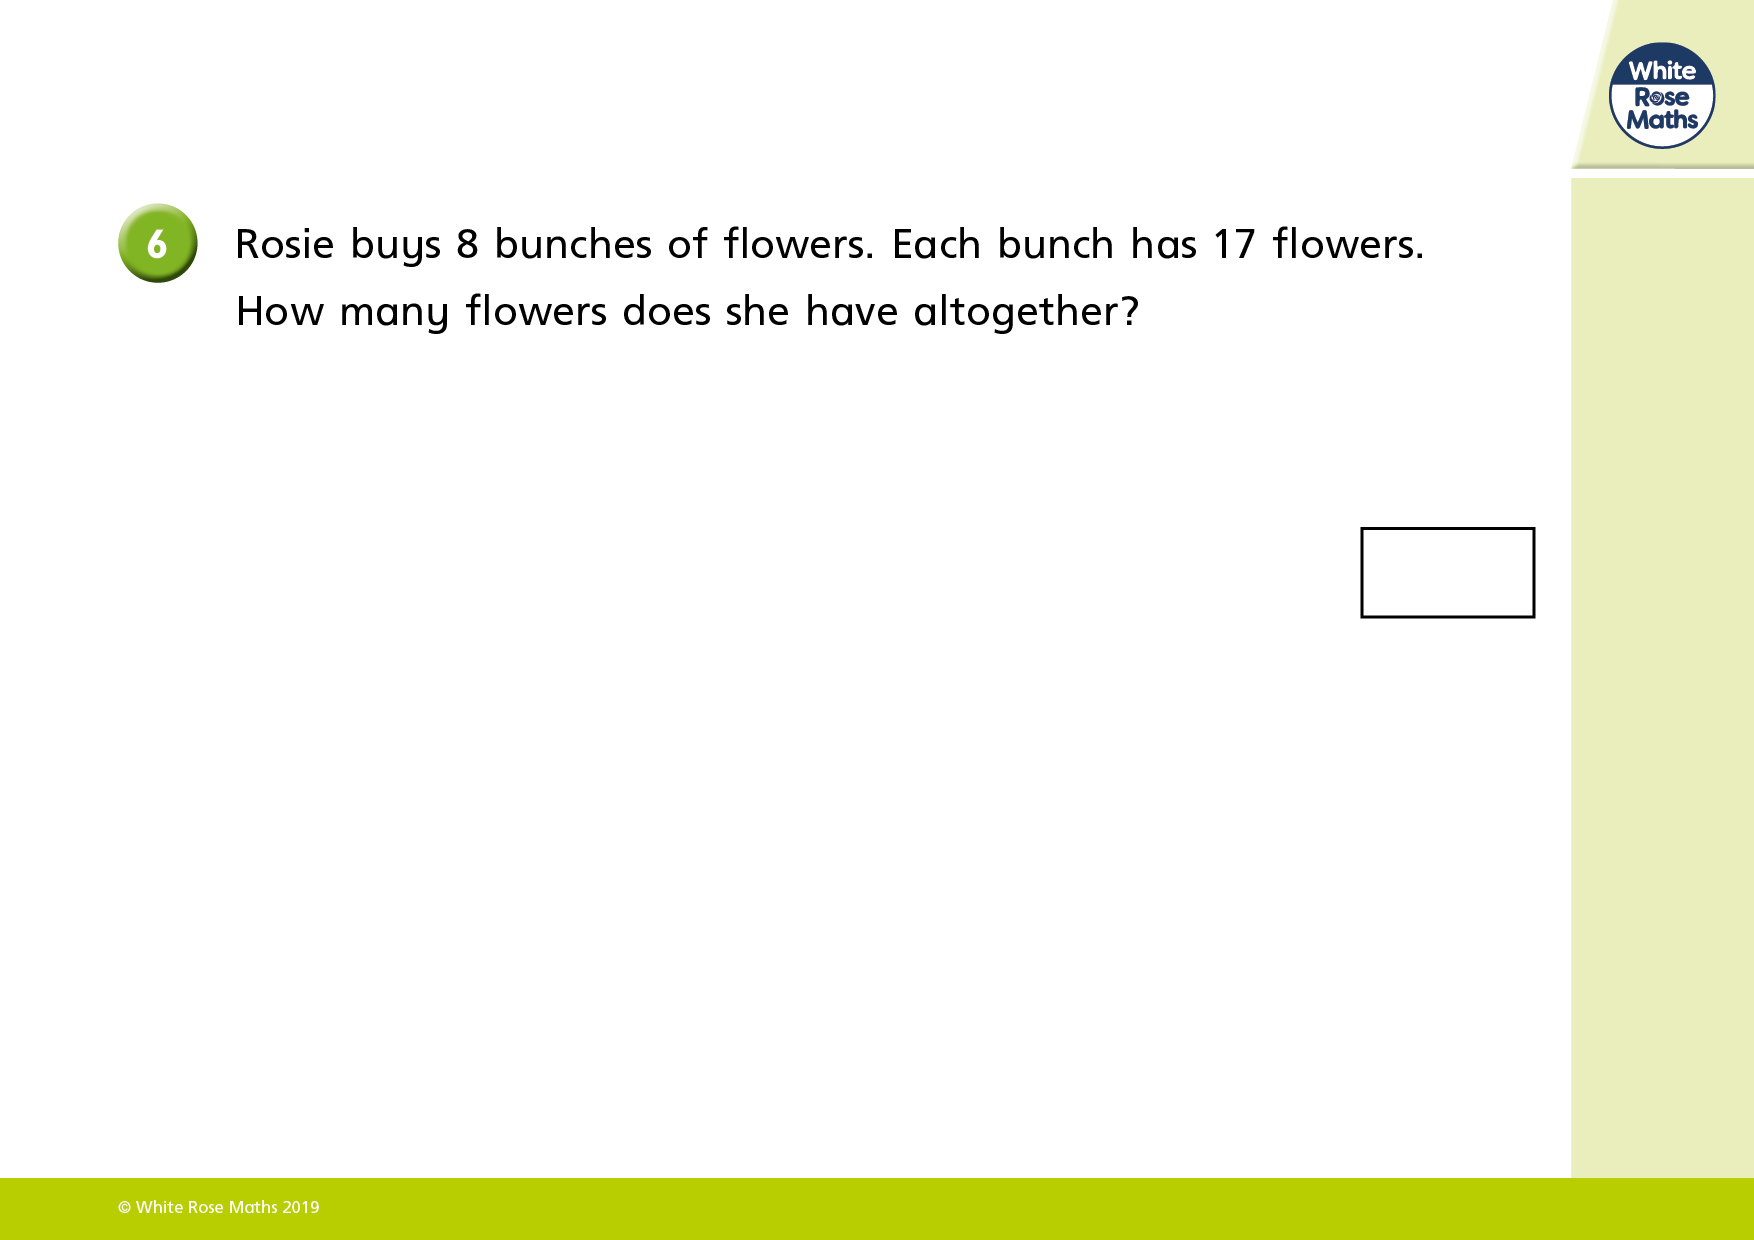 White
Rose
Maths
6 Rosie buys 8 bunches of flowers. Each bunch has 17 flowers.
How many flowers does she have altogether?
© White Rose Maths 2019